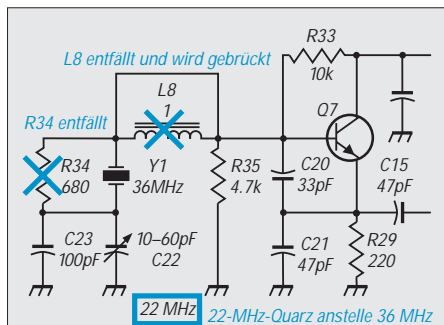 R33
10k
L8 entfällt und wird gebrückt
L8
1
Q7
R34 entfällt
R34
680
Y1
36MHz
R35
4.7k
C20
33pF
C15
47pF
C23
100pF
10–60pF
C22
C21
47pF
R29
220
22 MHz
22-MHz-Quarz anstelle 36 MHz